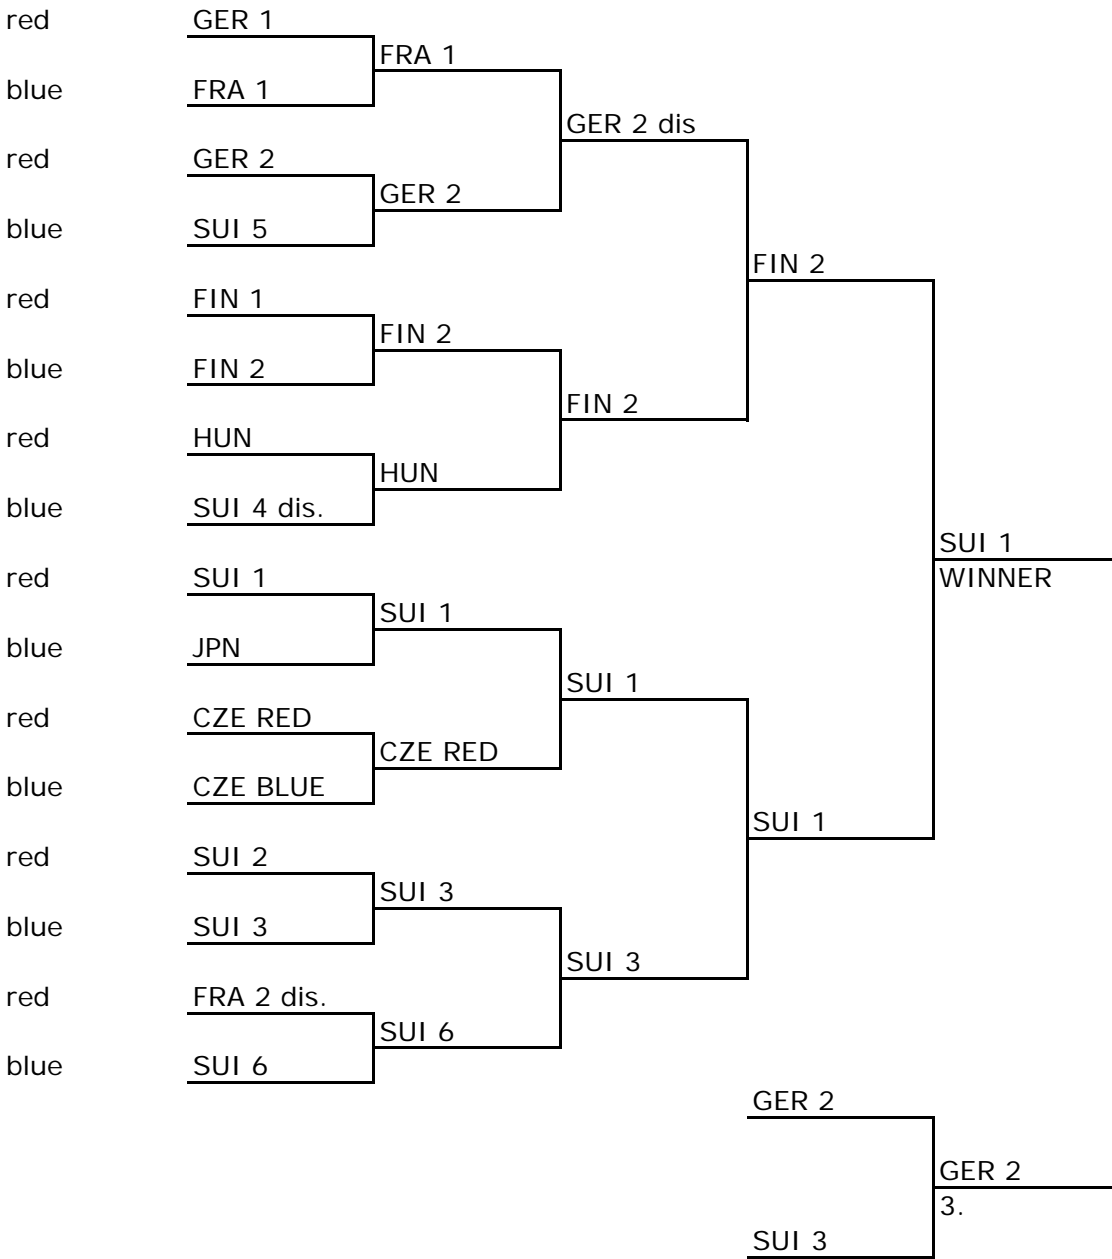 red GER 1
FRA 1
blue FRA 1
GER 2 dis
red GER 2
GER 2
blue SUI 5
FIN 2
red FIN 1
FIN 2
blue FIN 2
FIN 2
red HUN
HUN
blue SUI 4 dis.
SUI 1
red SUI 1 WINNER
SUI 1
blue JPN
SUI 1
red CZE RED
CZE RED
blue CZE BLUE
SUI 1
red SUI 2
SUI 3
blue SUI 3
SUI 3
red FRA 2 dis.
SUI 6
blue SUI 6
GER 2
GER 2
3.
SUI 3